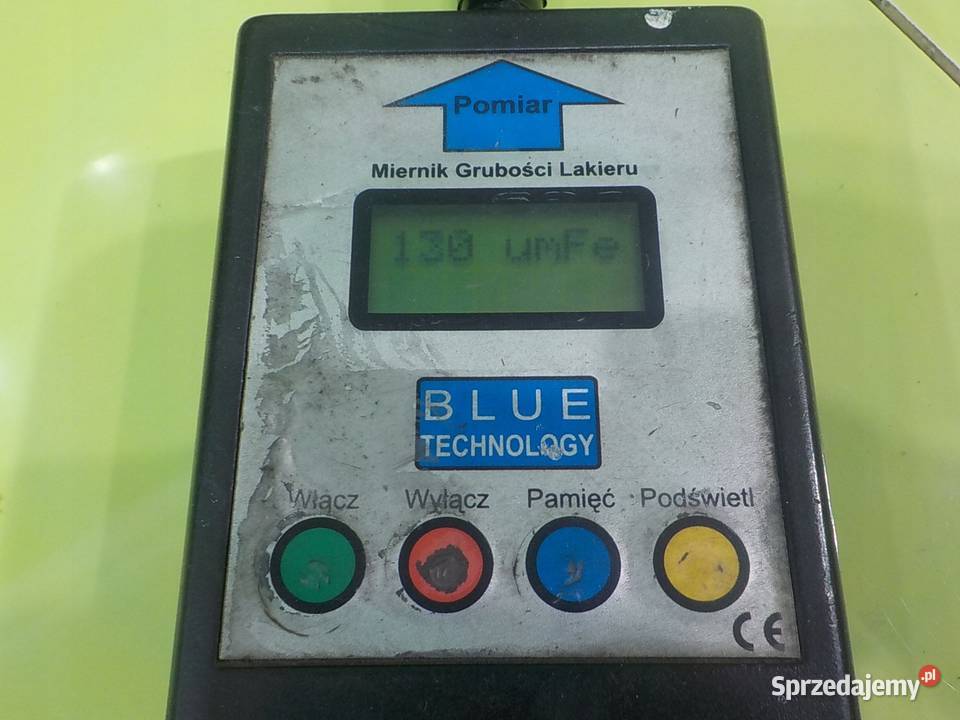 Pomiar
Miernik Grubości Lakieru
130 umFe
BLUE
TECHNOLOGY
Włącz Wyłącz Pamięć Podświetl
CE
Sprzedajemy.pl